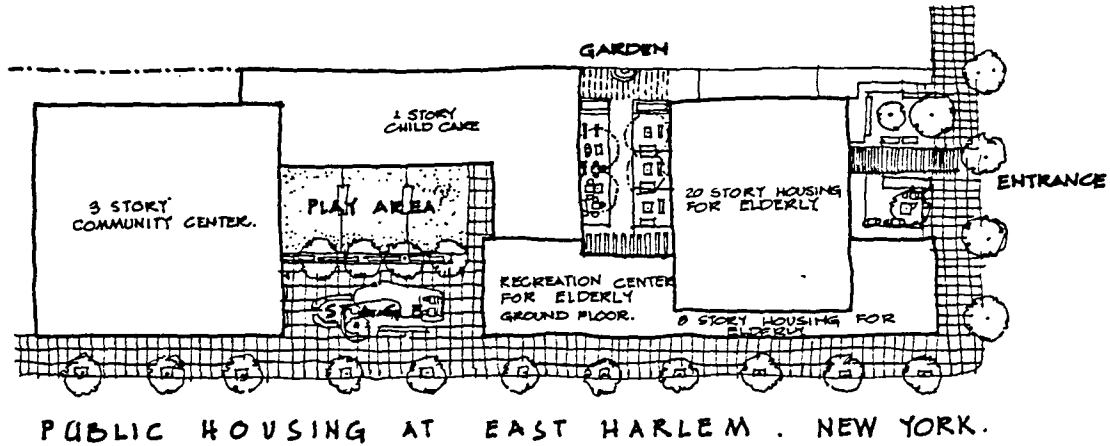 GARDEN
1 STORY
CHILD CARE
3 STORY
COMMUNITY CENTER.
PLAY AREA
20 STORY HOUSING
FOR ELDERLY
ENTRANCE
RECREATION CENTER
FOR ELDERLY
GROUND FLOOR.
8 STORY HOUSING FOR
ELDERLY
PUBLIC HOUSING AT EAST HARLEM . NEW YORK.